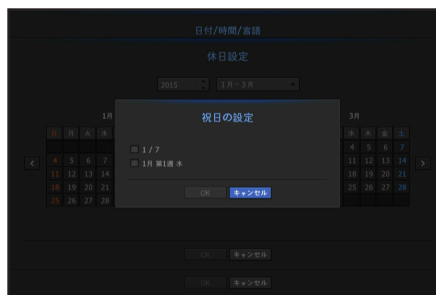 日付/時間/言語
休日設定
2015 1月-3月
1月 3月
日 月 火 水 木 金 土
4 5 6 7
< 4 5 6 7 11 12 13 14 >
11 12 13 14 18 19 20 21
18 19 20 21 25 26 27 28
25 26 27 28
祝日の設定
1 / 7
1月 第1週 水
OK キャンセル
OK キャンセル
OK キャンセル